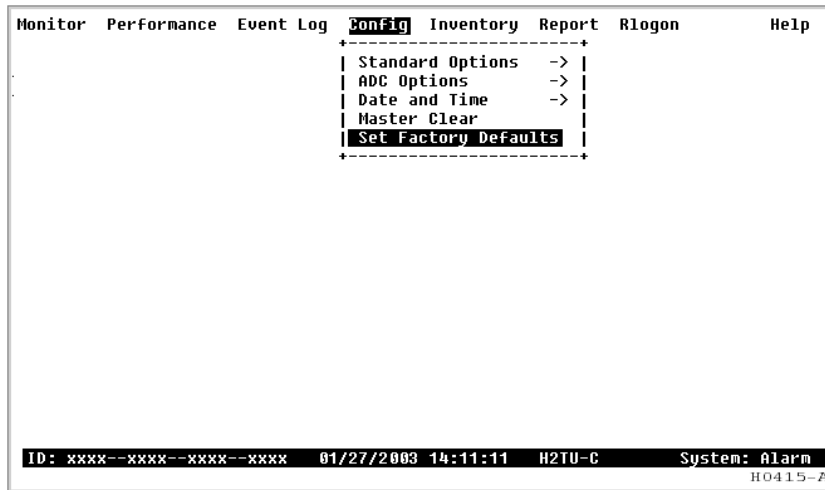 Monitor Performance Event Log Config Inventory Report Rlogon Help
Standard Options ->
ADC Options ->
Date and Time ->
Master Clear
Set Factory Defaults
ID: xxxx--xxxx--xxxx--xxxx 01/27/2003 14:11:11 H2TU-C System: Alarm
H0415-A